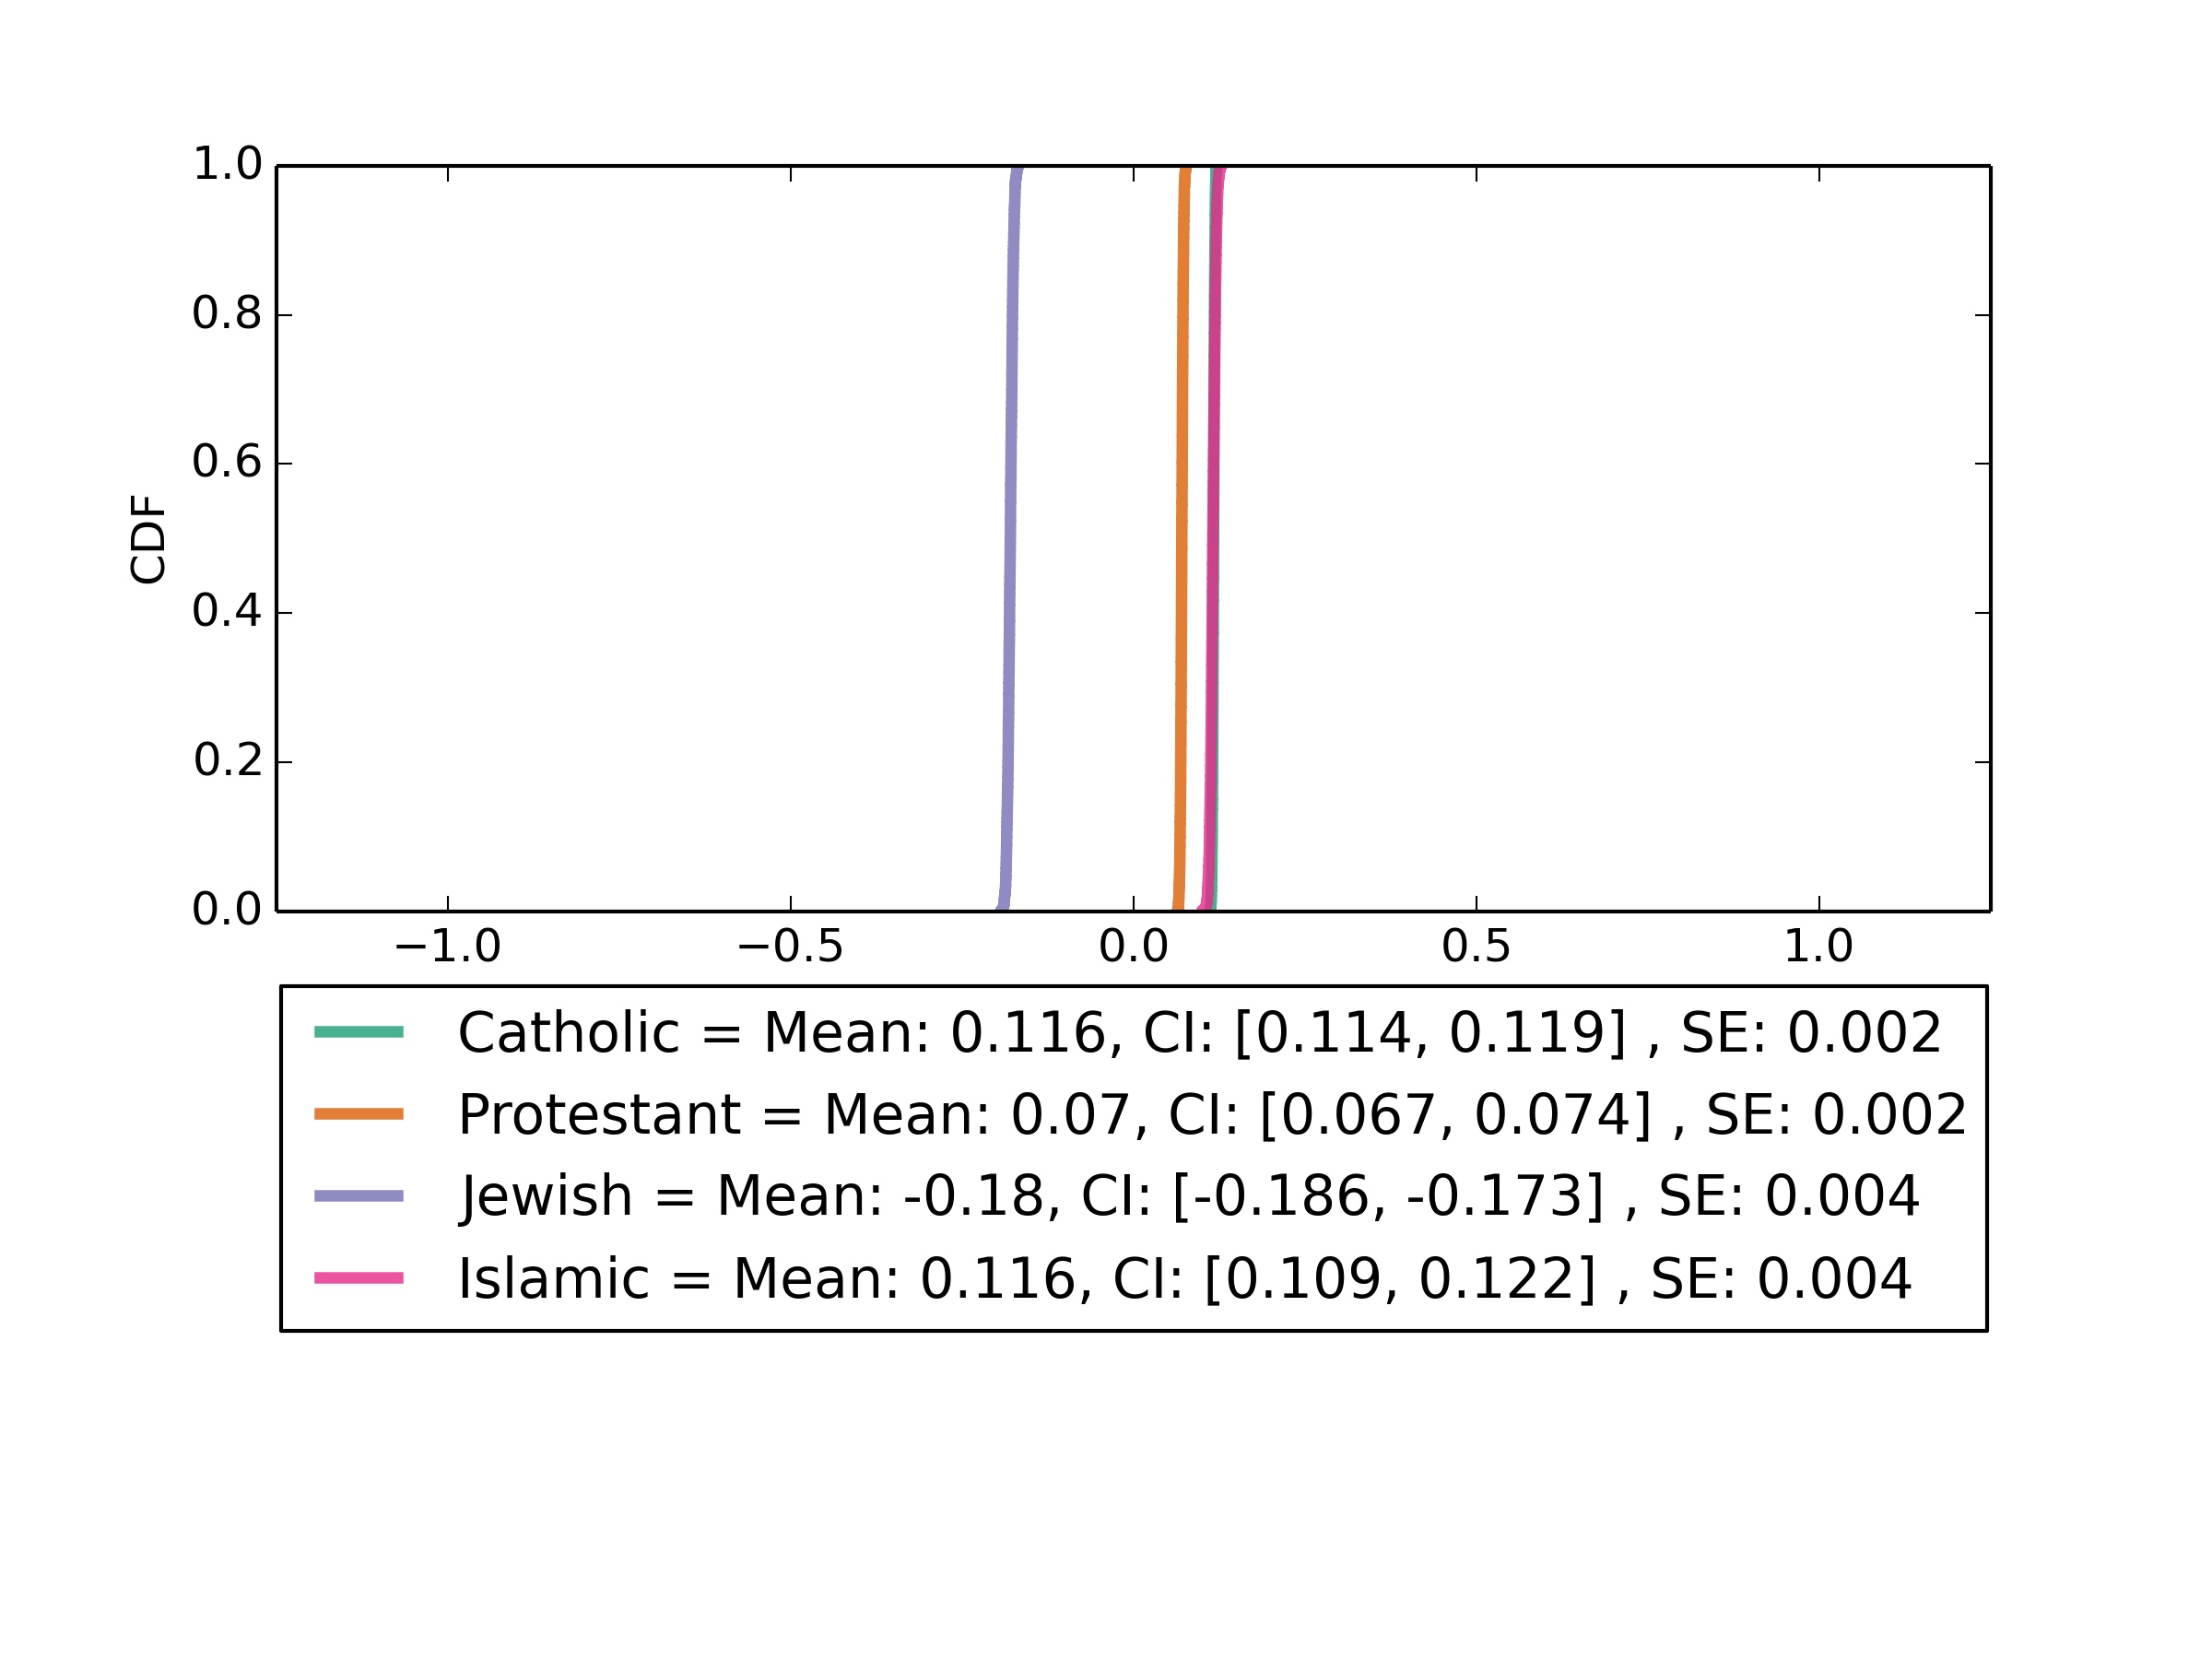 1.0
0.8
0.6
0.4
0.2
0.0
CDF
−1.0 −0.5 0.0 0.5 1.0
Catholic = Mean: 0.116, CI: [0.114, 0.119] , SE: 0.002
Protestant = Mean: 0.07, CI: [0.067, 0.074] , SE: 0.002
Jewish = Mean: -0.18, CI: [-0.186, -0.173] , SE: 0.004
Islamic = Mean: 0.116, CI: [0.109, 0.122] , SE: 0.004